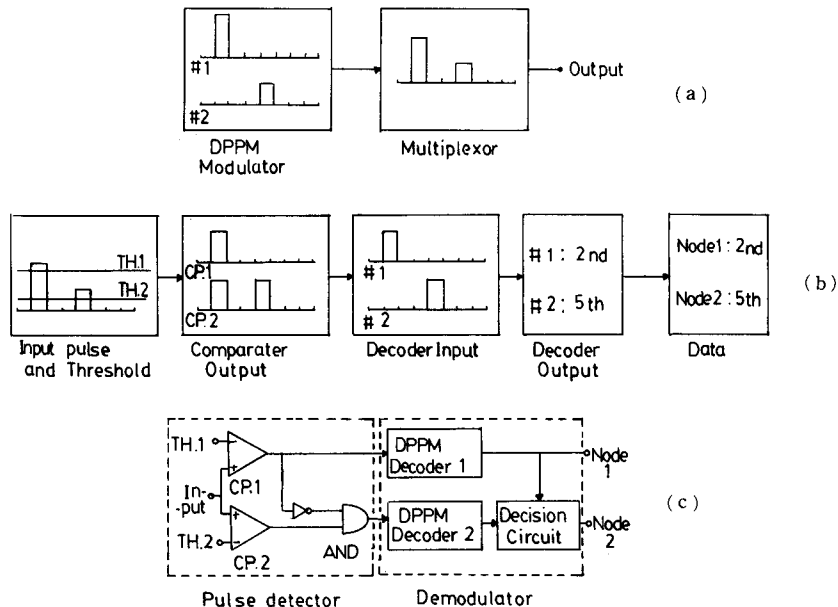 #1
#2
DPPM
Modulator
Multiplexor
Output
(a)
TH.1
TH.2
Input pulse
and Threshold
CP.1
CP.2
Comparater
Output
#1
#2
Decoder Input
#1: 2nd
#2: 5th
Decoder
Output
Node1: 2nd
Node2: 5th
Data
(b)
TH.1
CP.1
In-
-put
TH.2
CP.2
AND
Pulse detector
DPPM
Decoder 1
DPPM
Decoder 2
Decision
Circuit
Node
1
Node
2
Demodulator
(c)